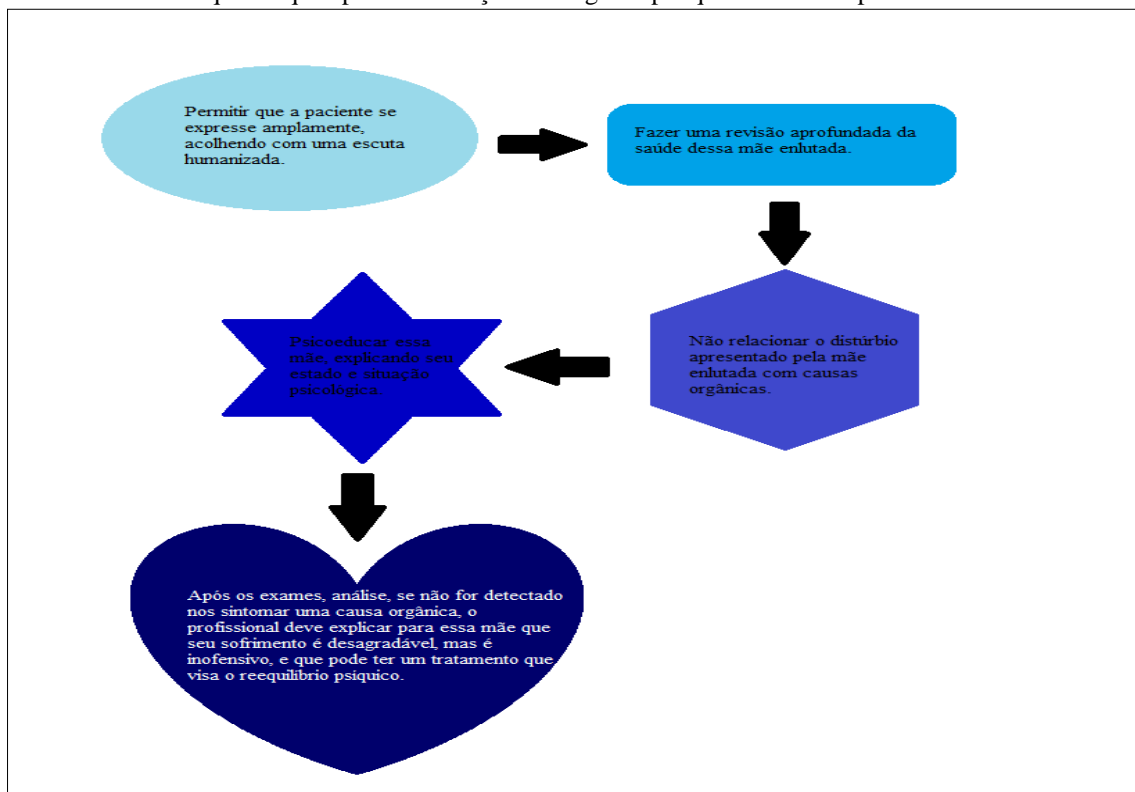 Permitir que a paciente se
expresse amplamente,
acolhendo com uma escuta
humanizada.
Fazer uma revisão aprofundada da
saúde dessa mãe enlutada.
Não relacionar o distúrbio
apresentado pela mãe
enlutada com causas
orgânicas.
Psicoeducar essa
mãe, explicando seu
estado e situação
psicológica.
Após os exames, análise, se não for detectado
nos sintomar uma causa orgânica, o
profissional deve explicar para essa mãe que
seu sofrimento é desagradável, mas é
inofensivo, e que pode ter um tratamento que
visa o reequilíbrio psíquico.